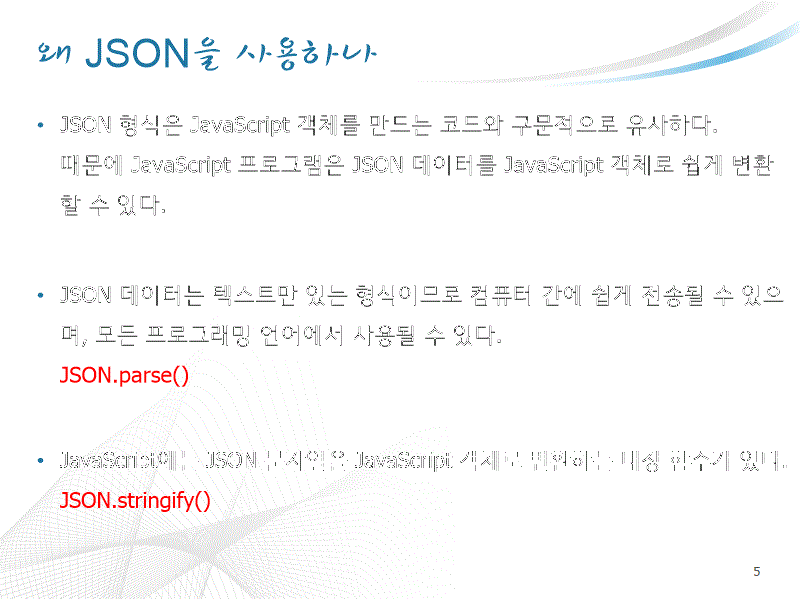 왜 JSON을 사용하나
• JSON 형식은 JavaScript 객체를 만드는 코드와 구문적으로 유사하다.
때문에 JavaScript 프로그램은 JSON 데이터를 JavaScript 객체로 쉽게 변환
할 수 있다.
• JSON 데이터는 텍스트만 있는 형식이므로 컴퓨터 간에 쉽게 전송될 수 있으
며, 모든 프로그래밍 언어에서 사용될 수 있다.
JSON.parse()
• JavaScript에는 JSON 문자열을 JavaScript 객체로 변환하는 내장 함수가 있다.
JSON.stringify()
5